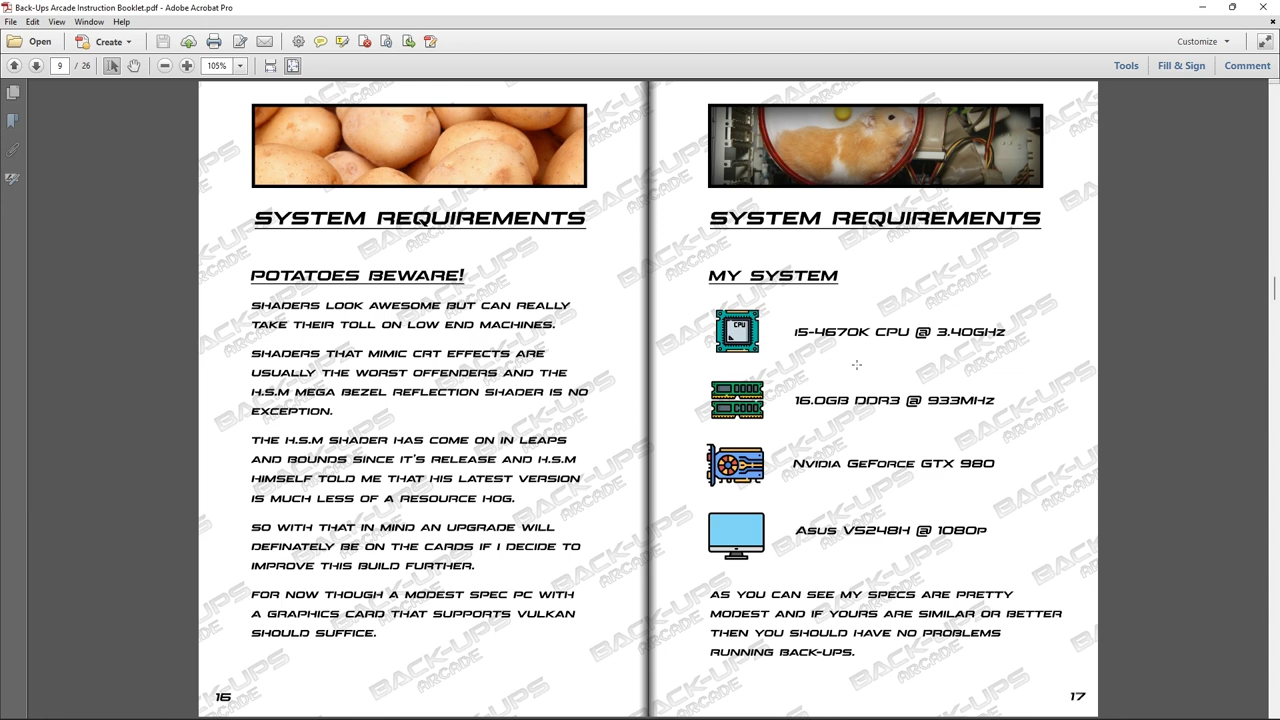 Back-Ups Arcade Instruction Booklet.pdf - Adobe Acrobat Pro
File Edit View Window Help
Open Create Customize
9 / 26 105% Tools Fill & Sign Comment
SYSTEM REQUIREMENTS
POTATOES BEWARE!
SHADERS LOOK AWESOME BUT CAN REALLY
TAKE THEIR TOLL ON LOW END MACHINES.
SHADERS THAT MIMIC CRT EFFECTS ARE
USUALLY THE WORST OFFENDERS AND THE
H.S.M MEGA BEZEL REFLECTION SHADER IS NO
EXCEPTION.
THE H.S.M SHADER HAS COME ON IN LEAPS
AND BOUNDS SINCE IT'S RELEASE AND H.S.M
HIMSELF TOLD ME THAT HIS LATEST VERSION
IS MUCH LESS OF A RESOURCE HOG.
SO WITH THAT IN MIND AN UPGRADE WILL
DEFINATELY BE ON THE CARDS IF I DECIDE TO
IMPROVE THIS BUILD FURTHER.
FOR NOW THOUGH A MODEST SPEC PC WITH
A GRAPHICS CARD THAT SUPPORTS VULKAN
SHOULD SUFFICE.
16
SYSTEM REQUIREMENTS
MY SYSTEM
CPU
i5-4670K CPU @ 3.40GHz
16.0GB DDR3 @ 933MHz
NVIDIA GEFORCE GTX 980
ASUS VS248H @ 1080P
AS YOU CAN SEE MY SPECS ARE PRETTY
MODEST AND IF YOURS ARE SIMILAR OR BETTER
THEN YOU SHOULD HAVE NO PROBLEMS
RUNNING BACK-UPS.
17
BACK-UPS
ARCADE